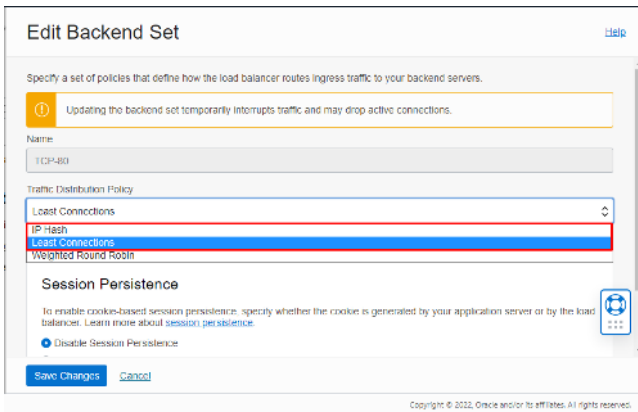 Edit Backend Set
Help
Specify a set of policies that define how the load balancer routes ingress traffic to your backend servers.
Updating the backend set temporarily interrupts traffic and may drop active connections.
Name
TCP-80
Traffic Distribution Policy
Least Connections
IP Hash
Least Connections
Weighted Round Robin
Session Persistence
To enable cookie-based session persistence, specify whether the cookie is generated by your application server or by the load
balancer. Learn more about session persistence.
Disable Session Persistence
Save Changes
Cancel
Copyright © 2022, Oracle and/or its affiliates. All rights reserved.